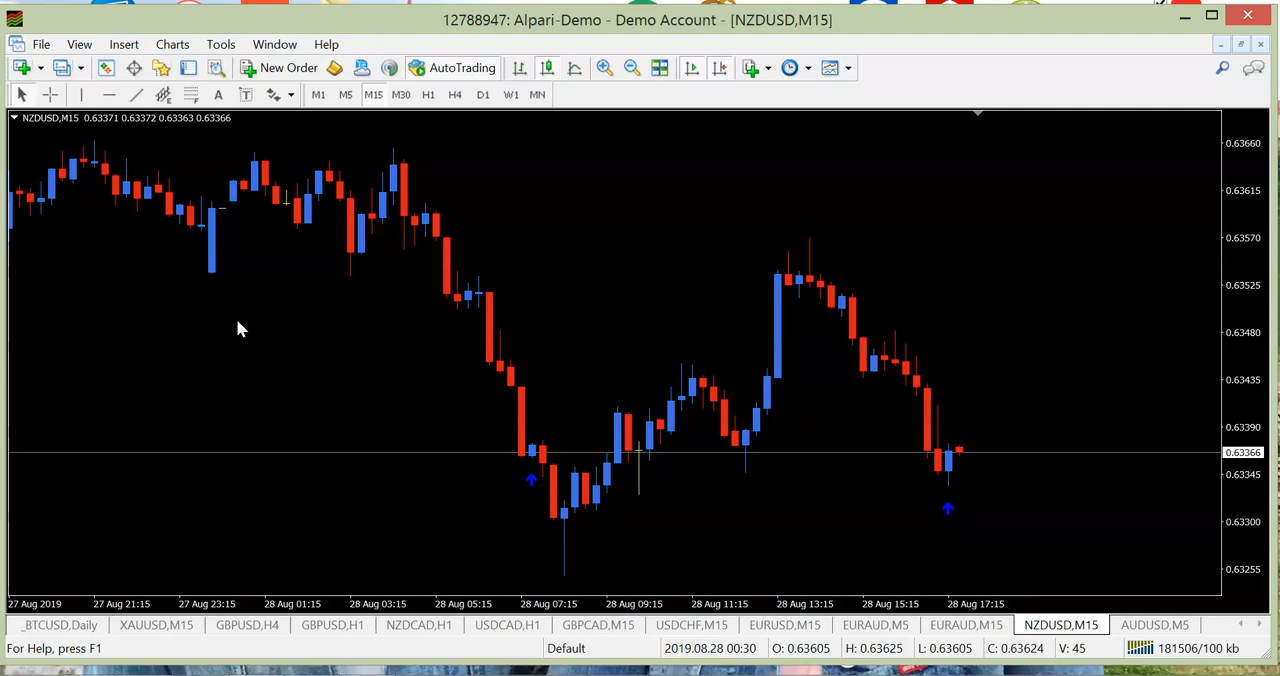 12788947: Alpari-Demo - Demo Account - [NZDUSD,M15]
File View Insert Charts Tools Window Help
New Order AutoTrading
A T M1 M5 M15 M30 H1 H4 D1 W1 MN
NZDUSD,M15 0.63371 0.63372 0.63363 0.63366
0.63660
0.63615
0.63570
0.63525
0.63480
0.63435
0.63390
0.63366
0.63345
0.63300
0.63255
27 Aug 2019 27 Aug 21:15 27 Aug 23:15 28 Aug 01:15 28 Aug 03:15 28 Aug 05:15 28 Aug 07:15 28 Aug 09:15 28 Aug 11:15 28 Aug 13:15 28 Aug 15:15 28 Aug 17:15
_BTCUSD,Daily XAUUSD,M15 GBPUSD,H4 GBPUSD,H1 NZDCAD,H1 USDCAD,H1 GBPCAD,M15 USDCHF,M15 EURUSD,M15 EURAUD,M5 EURAUD,M15 NZDUSD,M15 AUDUSD,M5
For Help, press F1 Default 2019.08.28 00:30 O: 0.63605 H: 0.63625 L: 0.63605 C: 0.63624 V: 45 181506/100 kb